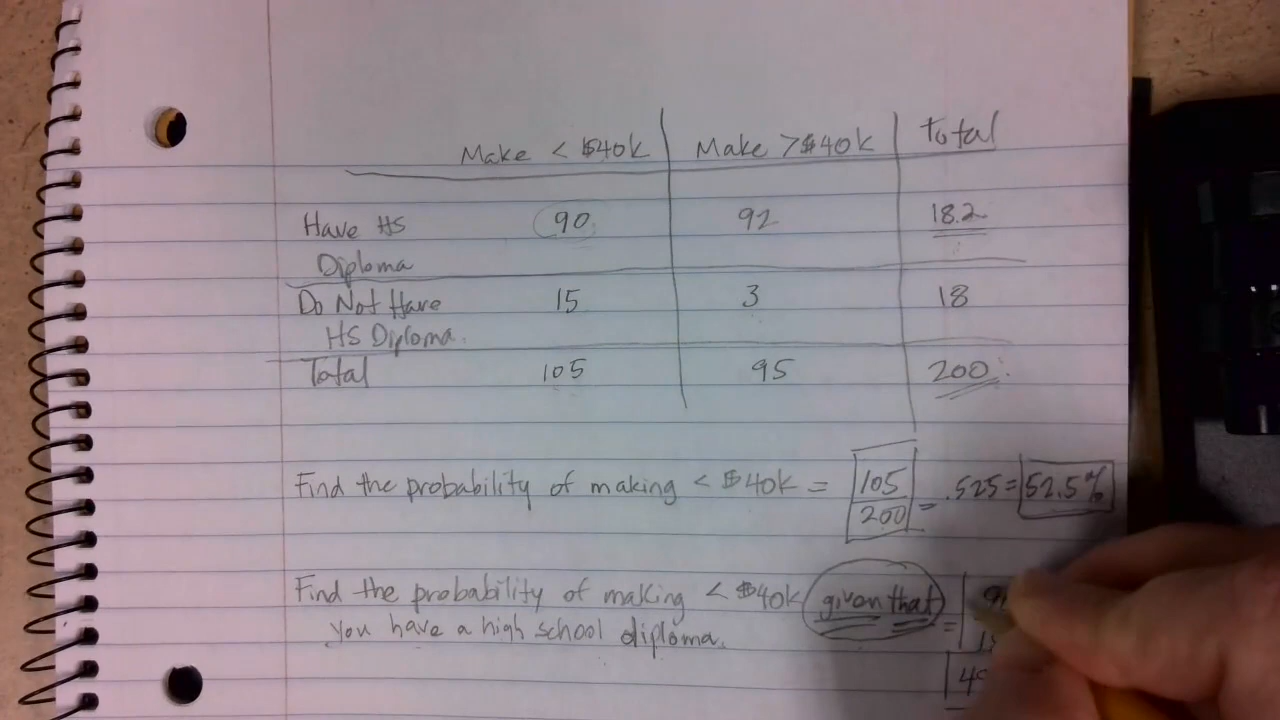 Make < $40k Make >$40k Total
Have HS 90 92 182
Diploma
Do Not Have 15 3 18
HS Diploma.
Total 105 95 200
Find the probability of making < $40k = 105/200 = .525 = 52.5%
Find the probability of making < $40k given that =
you have a high school diploma.